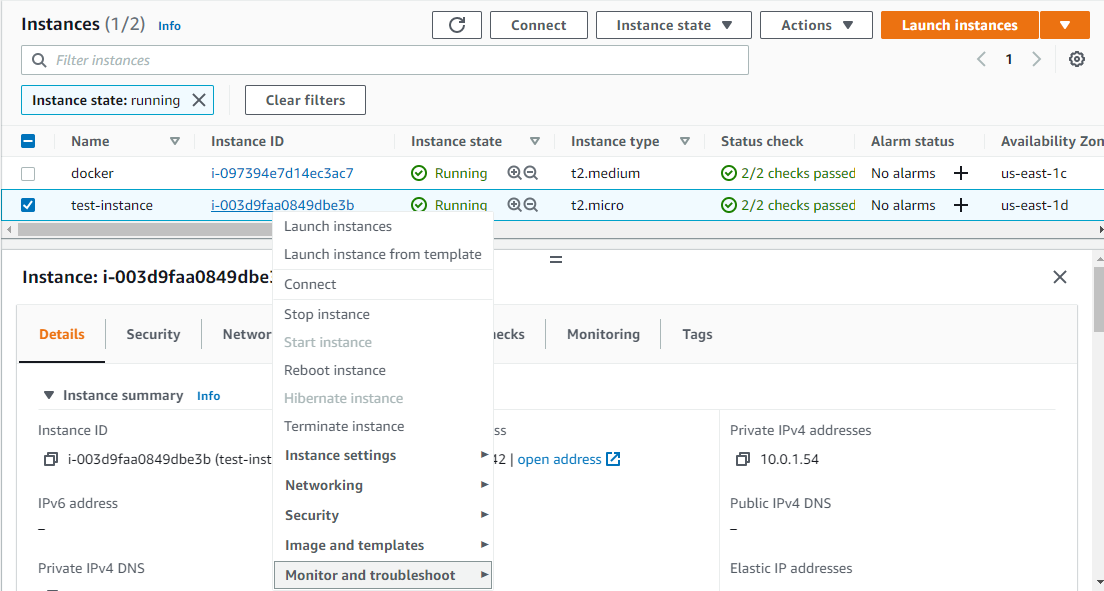 Instances (1/2) Info Connect Instance state Actions Launch instances
Filter instances 1
Instance state: running Clear filters
Name Instance ID Instance state Instance type Status check Alarm status Availability Zon
docker i-097394e7d14ec3ac7 Running t2.medium 2/2 checks passed No alarms us-east-1c
test-instance i-003d9faa0849dbe3b Running t2.micro 2/2 checks passed No alarms us-east-1d
Launch instances
Launch instance from template
Instance: i-003d9faa0849dbe
Connect
Stop instance
Details Security Networ ecks Monitoring Tags
Start instance
Reboot instance
Instance summary Info
Hibernate instance
Terminate instance
Instance ID ss Private IPv4 addresses
Instance settings
i-003d9faa0849dbe3b (test-inst 42 | open address 10.0.1.54
Networking
IPv6 address Public IPv4 DNS
Security
– –
Image and templates
Private IPv4 DNS Elastic IP addresses
Monitor and troubleshoot